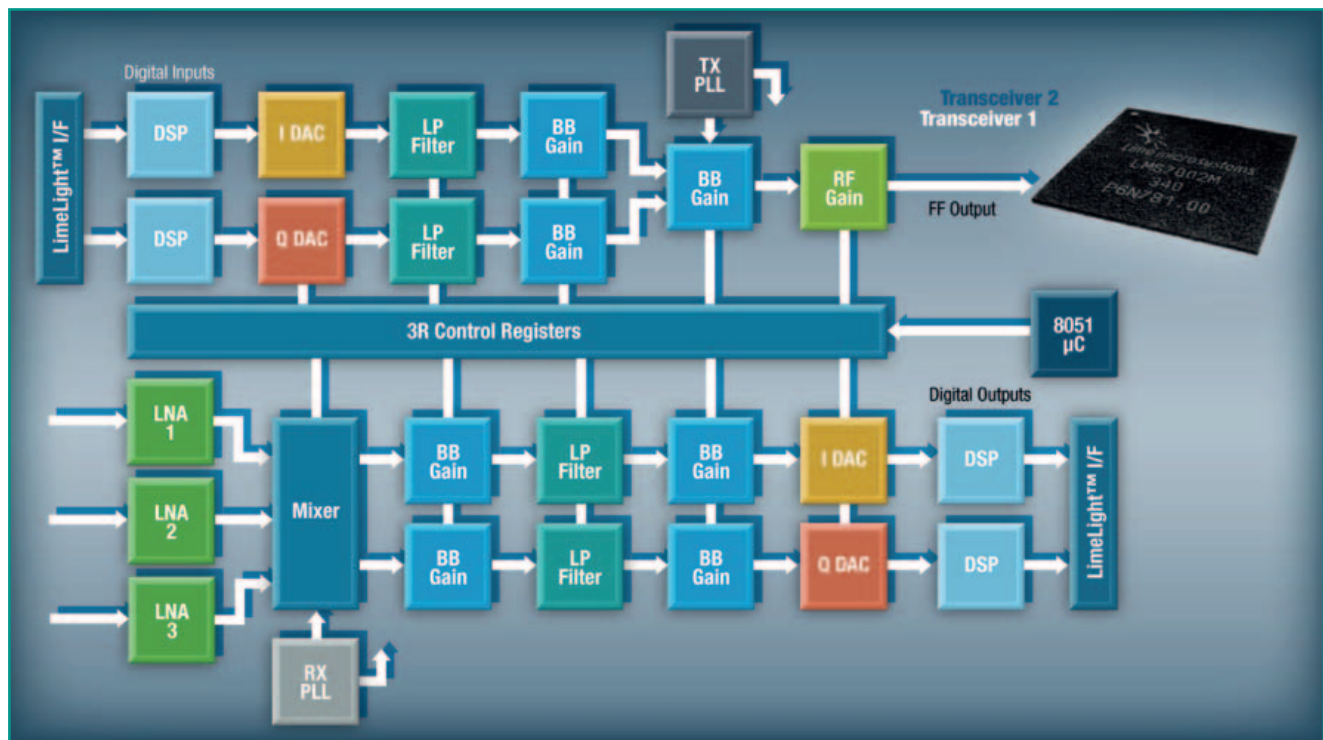 Digital Inputs
LimeLight™ I/F
DSP
I DAC
LP
Filter
BB
Gain
TX
PLL
DSP
Q DAC
LP
Filter
BB
Gain
BB
Gain
RF
Gain
FF Output
Transceiver 2
Transceiver 1
Limemicrosystems
LMS7002M
340
P6N781.00
3R Control Registers
8051
µC
LNA
1
LNA
2
LNA
3
Mixer
RX
PLL
BB
Gain
LP
Filter
BB
Gain
I DAC
Digital Outputs
DSP
BB
Gain
LP
Filter
BB
Gain
Q DAC
DSP
LimeLight™ I/F